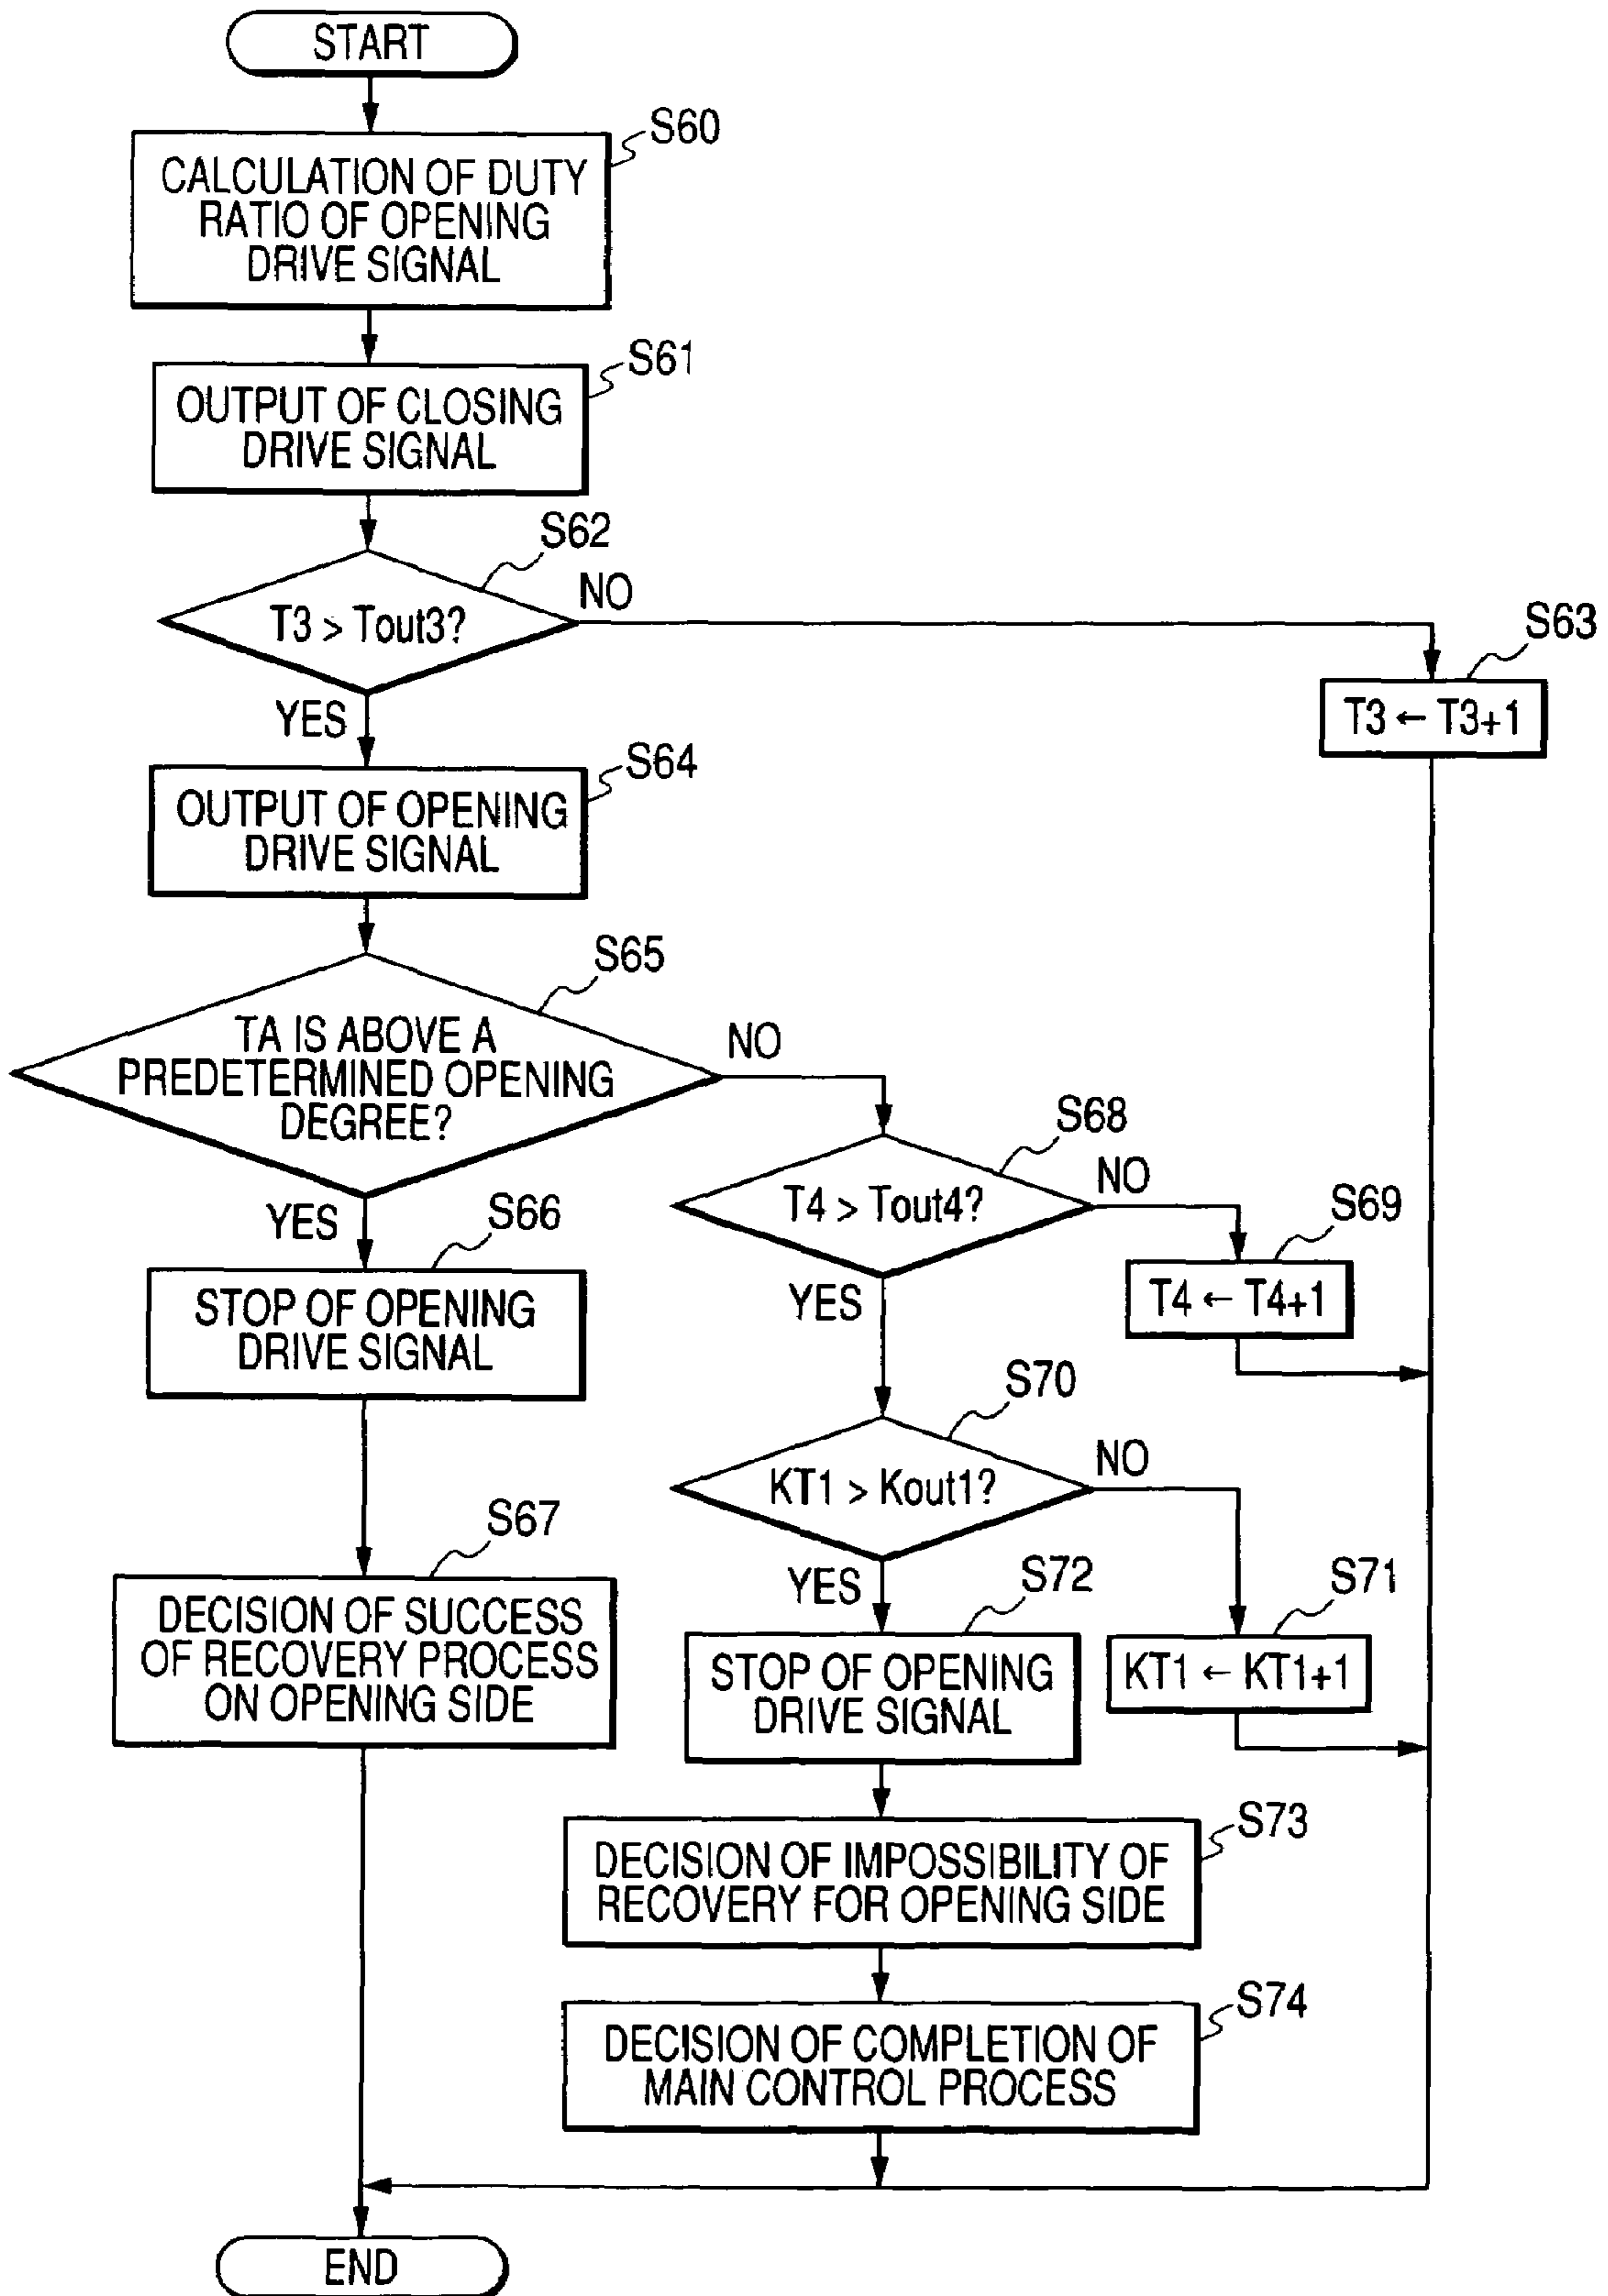 START
S60
CALCULATION OF DUTY
RATIO OF OPENING
DRIVE SIGNAL
S61
OUTPUT OF CLOSING
DRIVE SIGNAL
S62
T3 > Tout3?
NO
YES
S63
T3 ← T3+1
S64
OUTPUT OF OPENING
DRIVE SIGNAL
S65
TA IS ABOVE A
PREDETERMINED OPENING
DEGREE?
NO
YES
S66
STOP OF OPENING
DRIVE SIGNAL
S67
DECISION OF SUCCESS
OF RECOVERY PROCESS
ON OPENING SIDE
S68
T4 > Tout4?
NO
YES
S69
T4 ← T4+1
S70
KT1 > Kout1?
NO
YES
S71
KT1 ← KT1+1
S72
STOP OF OPENING
DRIVE SIGNAL
S73
DECISION OF IMPOSSIBILITY OF
RECOVERY FOR OPENING SIDE
S74
DECISION OF COMPLETION OF
MAIN CONTROL PROCESS
END